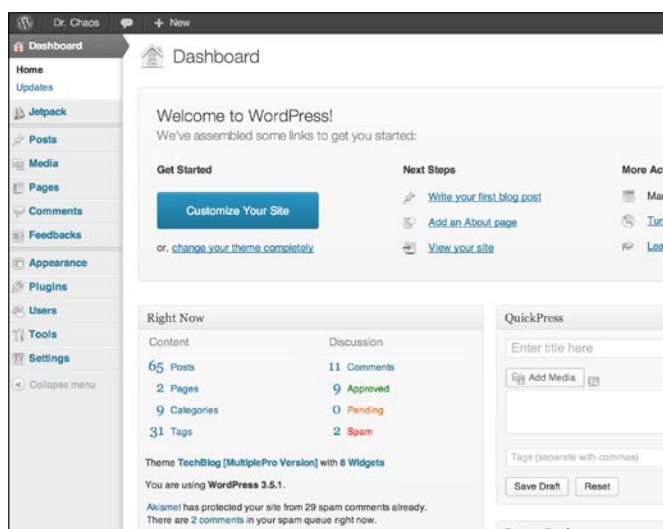 Dr. Chaos + New
Dashboard
Home
Updates
Jetpack
Posts
Media
Pages
Comments
Feedbacks
Appearance
Plugins
Users
Tools
Settings
Collapse menu
Dashboard
Welcome to WordPress!
We've assembled some links to get you started:
Get Started
Customize Your Site
or, change your theme completely
Next Steps
Write your first blog post
Add an About page
View your site
More Ac
Ma
Tur
Lea
Right Now
Content
65 Posts
2 Pages
9 Categories
31 Tags
Discussion
11 Comments
9 Approved
0 Pending
2 Spam
Theme TechBlog [MultiplePro Version] with 8 Widgets
You are using WordPress 3.5.1.
Akismet has protected your site from 29 spam comments already.
There are 2 comments in your spam queue right now.
QuickPress
Enter title here
Add Media
Tags (separate with commas)
Save Draft Reset